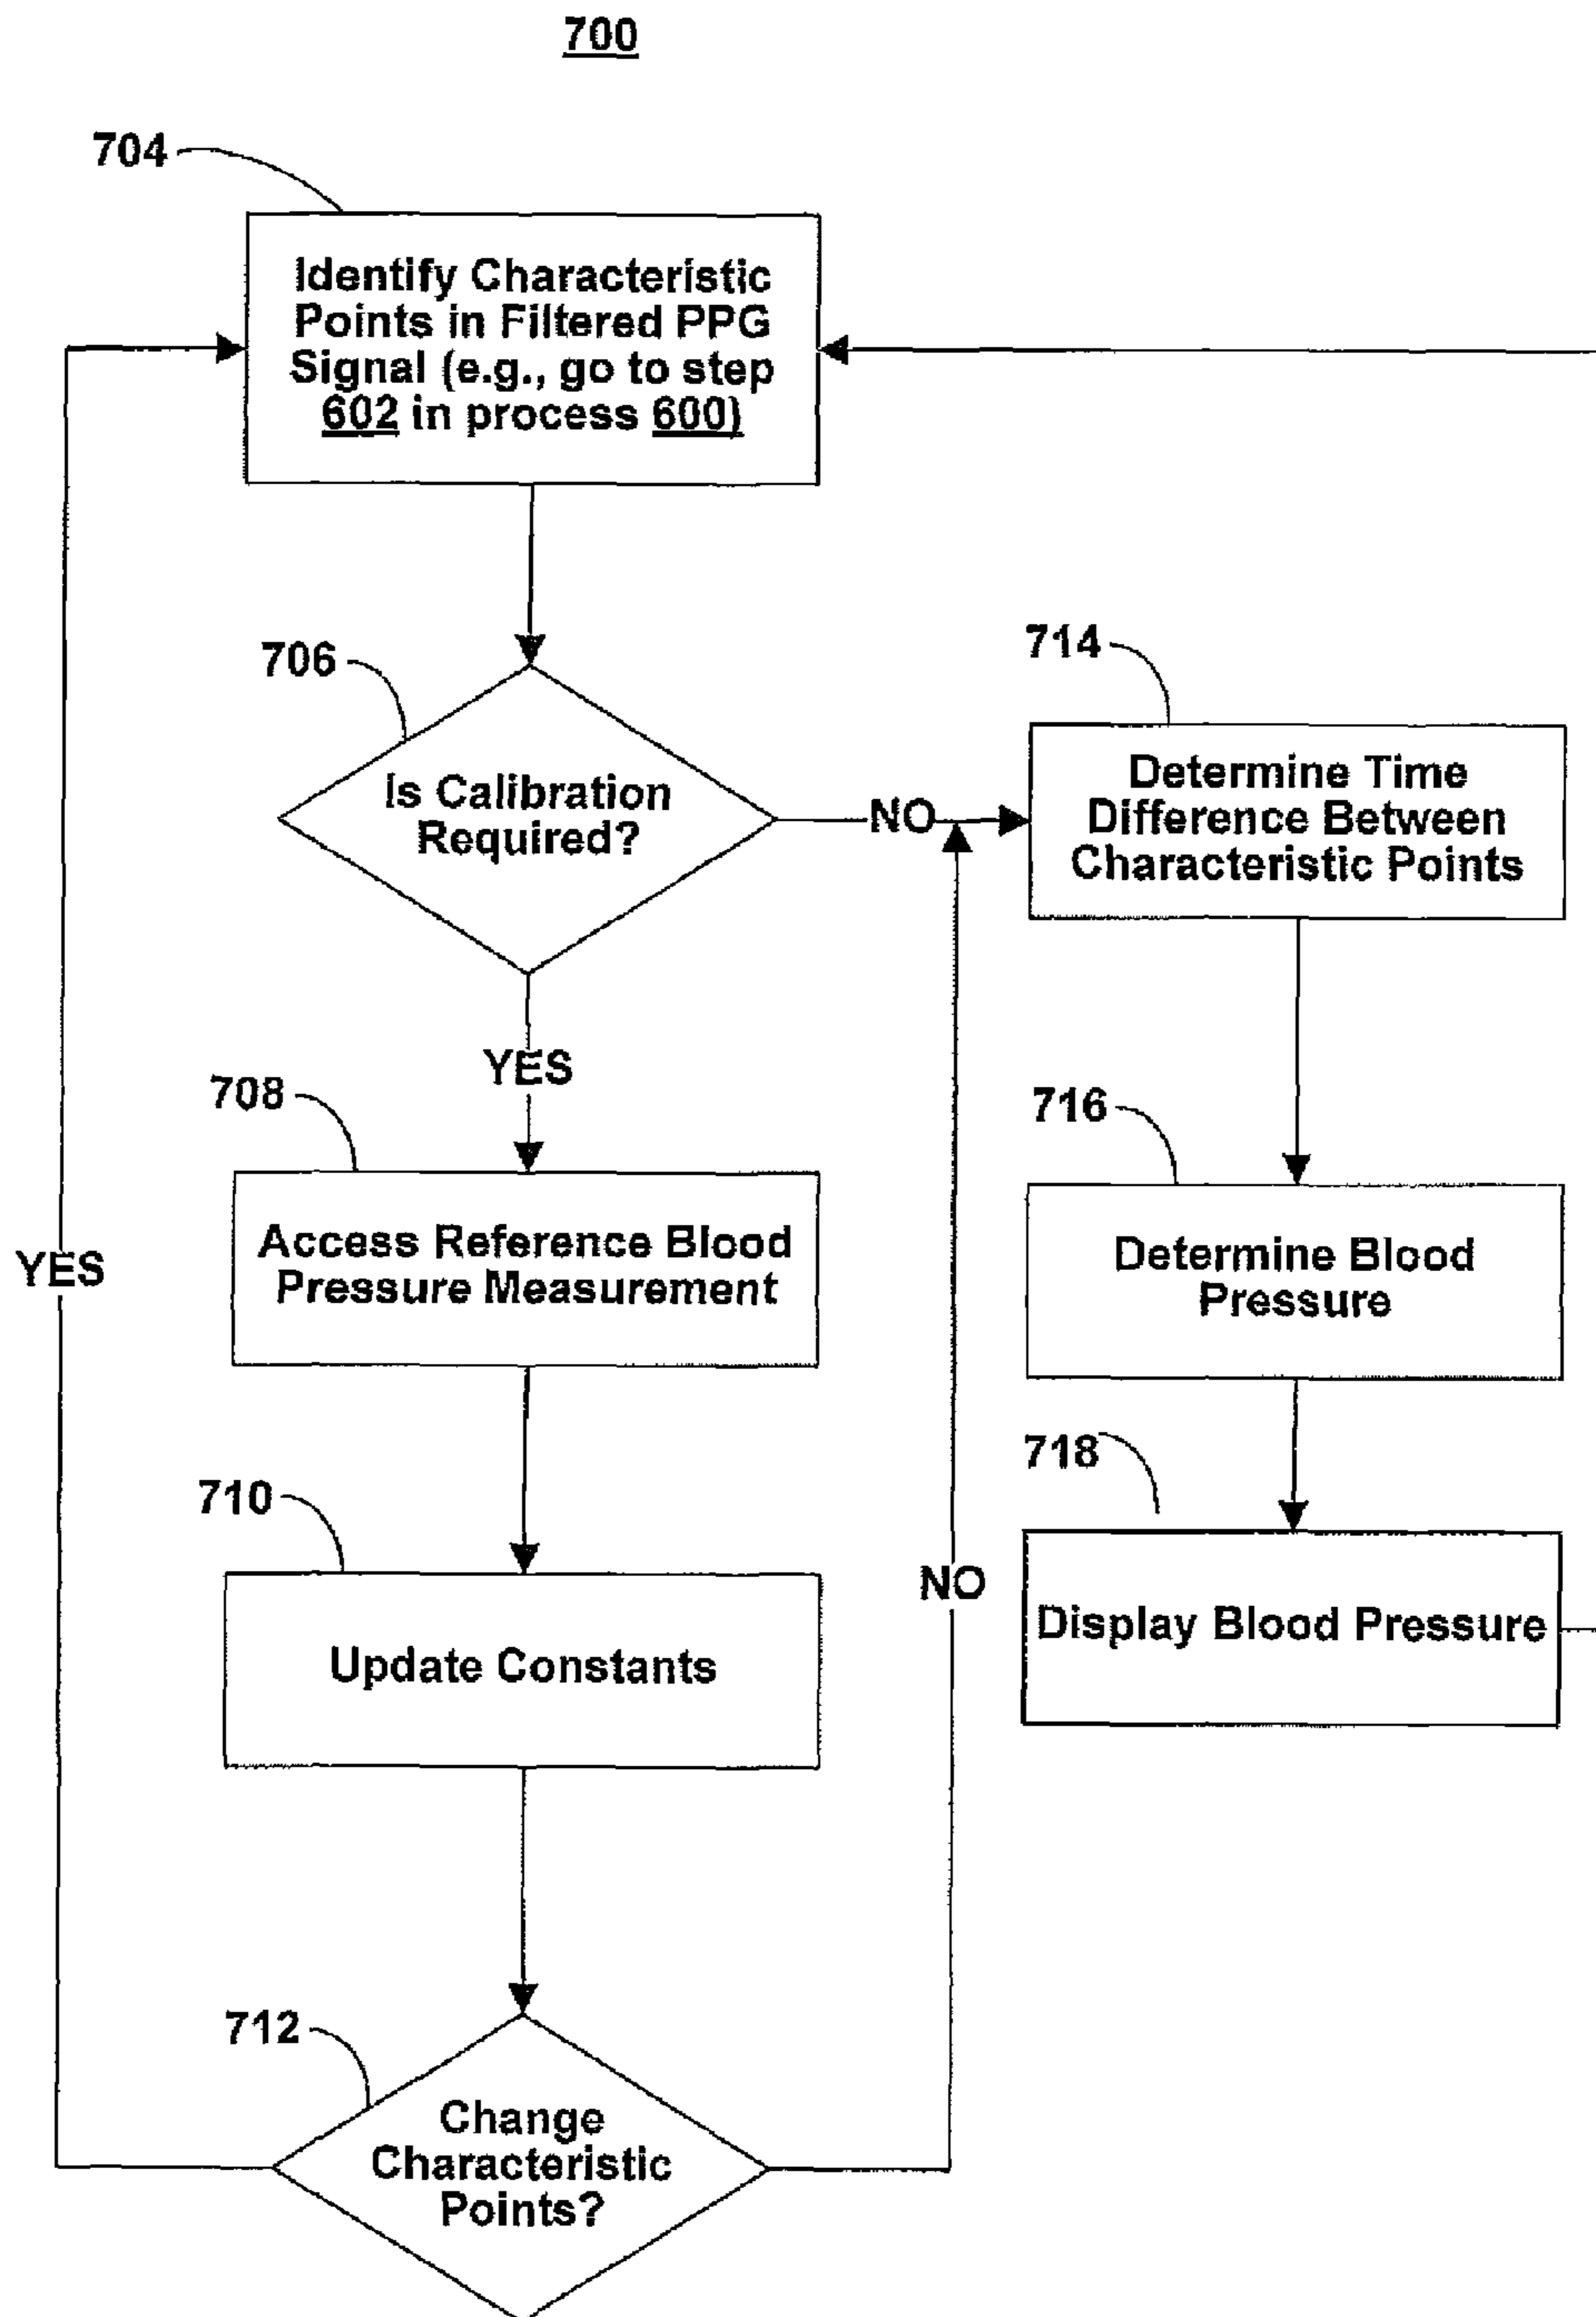 700
704
Identify Characteristic
Points in Filtered PPG
Signal (e.g., go to step
602 in process 600)
706
Is Calibration
Required?
NO
714
Determine Time
Difference Between
Characteristic Points
YES
708
Access Reference Blood
Pressure Measurement
716
Determine Blood
Pressure
YES
710
Update Constants
NO
718
Display Blood Pressure
712
Change
Characteristic
Points?